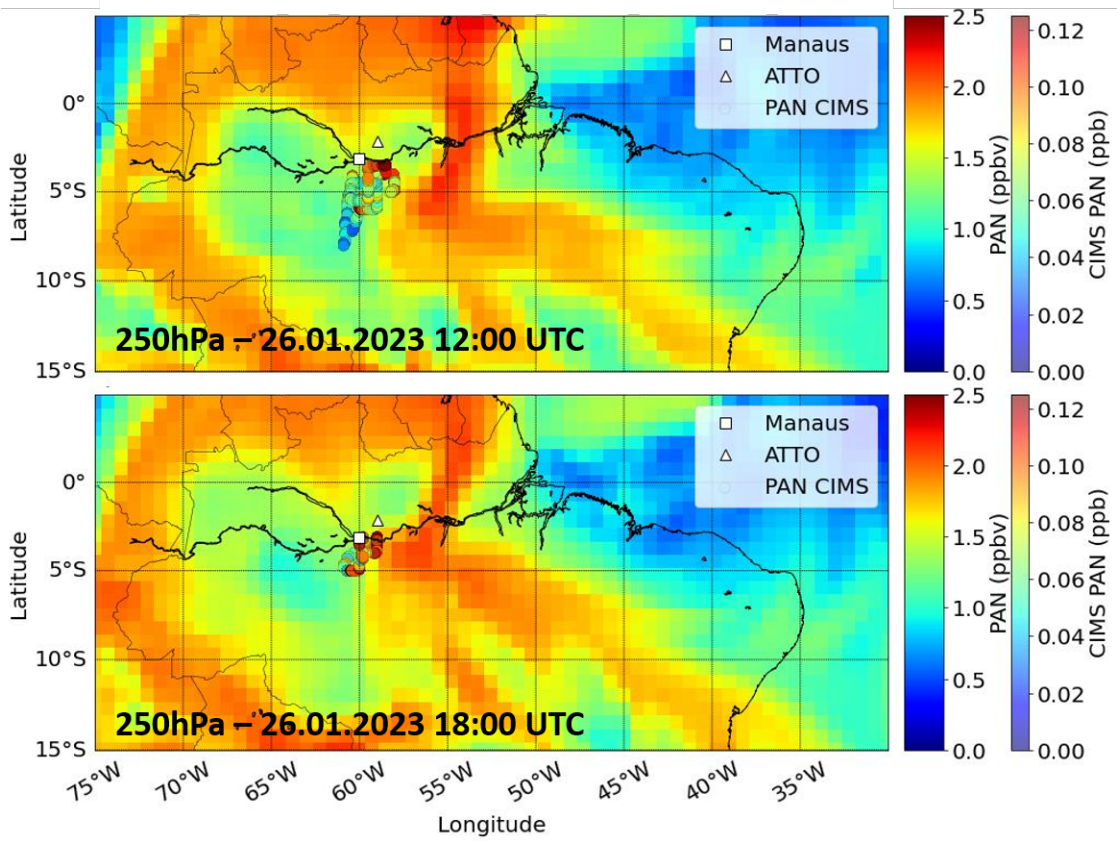 Manaus
ATTO
PAN CIMS
0°
5°S
10°S
15°S
Latitude
250hPa – 26.01.2023 12:00 UTC
2.5
2.0
1.5
1.0
0.5
0.0
PAN (ppbv)
0.12
0.10
0.08
0.06
0.04
0.02
0.00
CIMS PAN (ppb)
Manaus
ATTO
PAN CIMS
0°
5°S
10°S
15°S
Latitude
250hPa – 26.01.2023 18:00 UTC
2.5
2.0
1.5
1.0
0.5
0.0
PAN (ppbv)
0.12
0.10
0.08
0.06
0.04
0.02
0.00
CIMS PAN (ppb)
75°W
70°W
65°W
60°W
55°W
50°W
45°W
40°W
35°W
Longitude